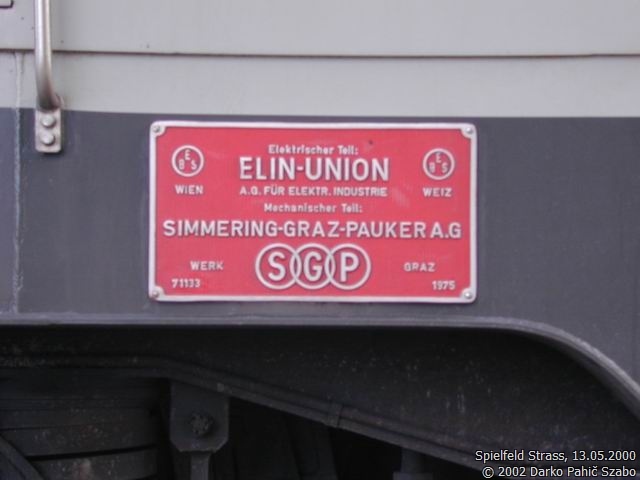 Elektrischer Teil:
ELIN-UNION
WIEN A.G. FÜR ELEKTR. INDUSTRIE WEIZ
Mechanischer Teil:
SIMMERING-GRAZ-PAUKER A.G
WERK SGP GRAZ
71133 1975
Spielfeld Strass, 13.05.2000
© 2002 Darko Pahič Szabo